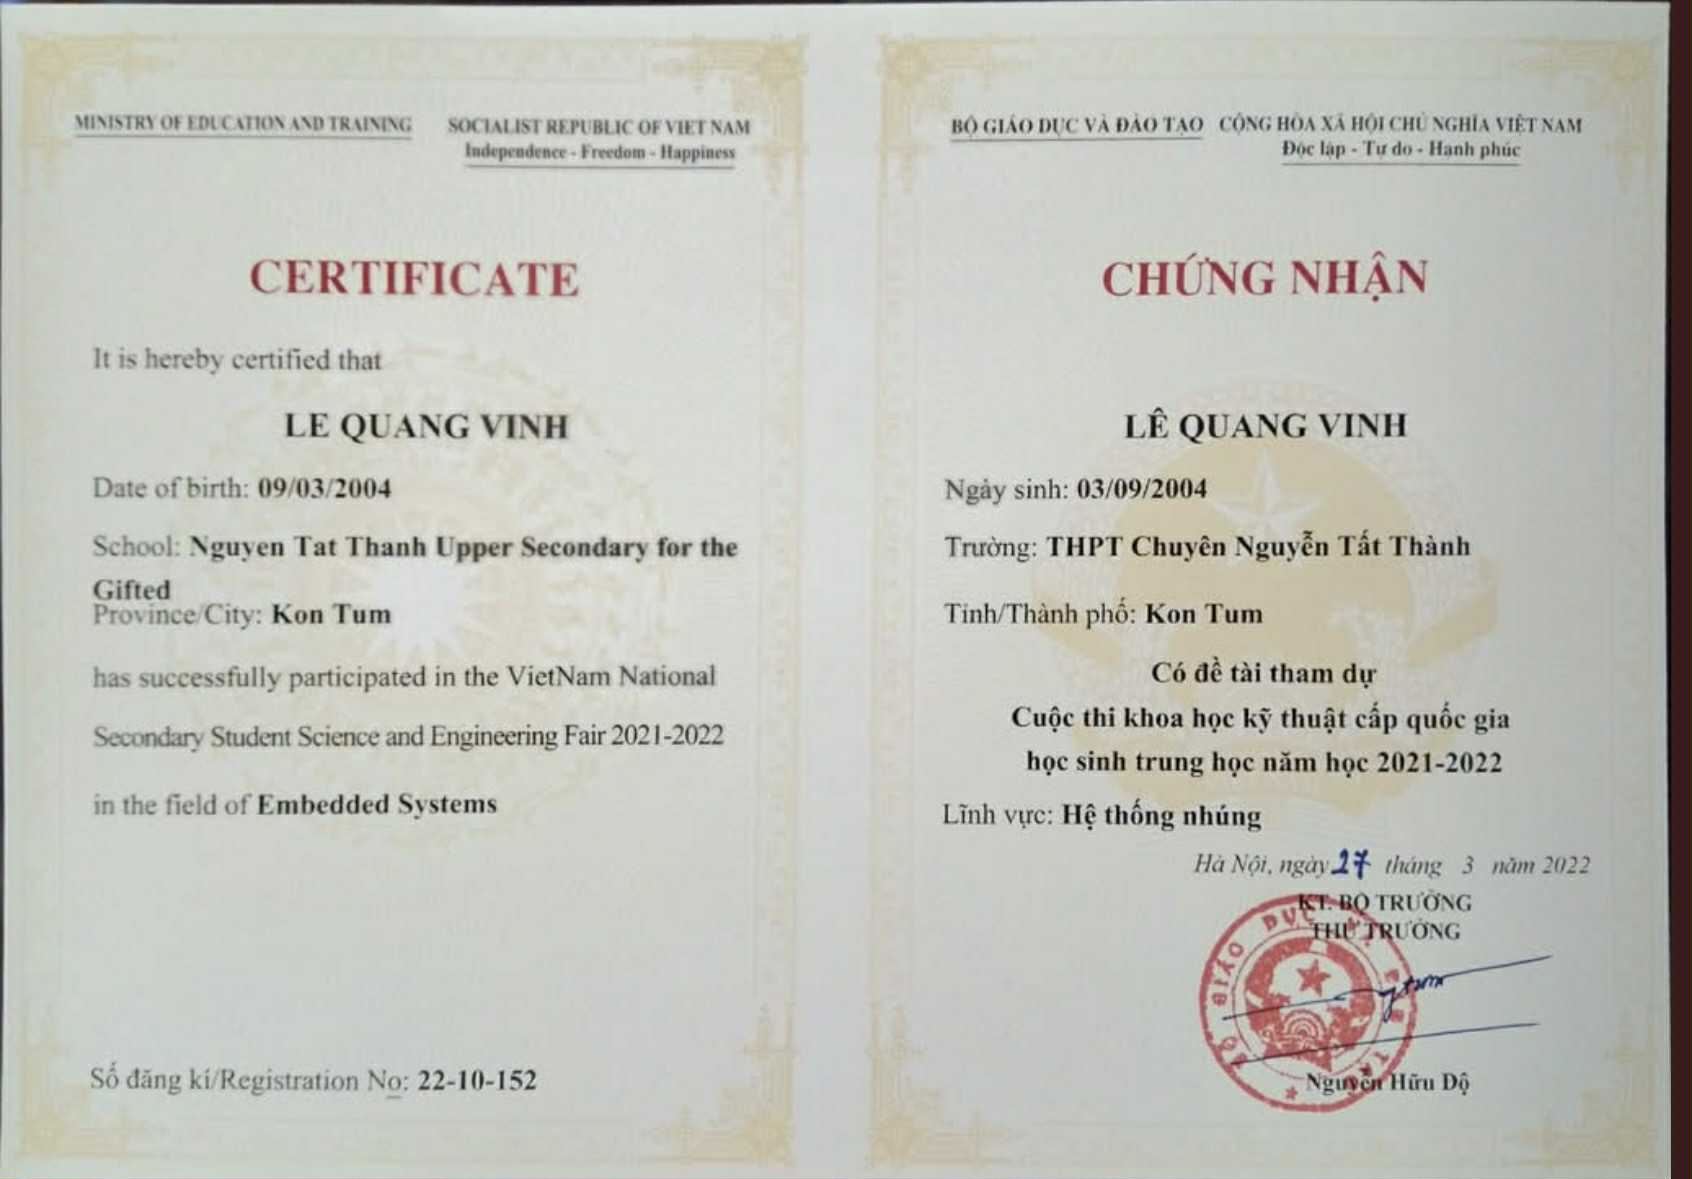 MINISTRY OF EDUCATION AND TRAINING
SOCIALIST REPUBLIC OF VIET NAM
Independence - Freedom - Happiness
CERTIFICATE
It is hereby certified that
LE QUANG VINH
Date of birth: 09/03/2004
School: Nguyen Tat Thanh Upper Secondary for the
Gifted
Province/City: Kon Tum
has successfully participated in the VietNam National
Secondary Student Science and Engineering Fair 2021-2022
in the field of Embedded Systems
Số đăng kí/Registration No: 22-10-152
BỘ GIÁO DỤC VÀ ĐÀO TẠO
CỘNG HÒA XÃ HỘI CHỦ NGHĨA VIỆT NAM
Độc lập - Tự do - Hạnh phúc
CHỨNG NHẬN
LÊ QUANG VINH
Ngày sinh: 03/09/2004
Trường: THPT Chuyên Nguyễn Tất Thành
Tỉnh/Thành phố: Kon Tum
Có đề tài tham dự
Cuộc thi khoa học kỹ thuật cấp quốc gia
học sinh trung học năm học 2021-2022
Lĩnh vực: Hệ thống nhúng
Hà Nội, ngày 27 tháng 3 năm 2022
KT. BỘ TRƯỞNG
THỨ TRƯỞNG
BỘ GIÁO DỤC VÀ ĐÀO TẠO
Nguyễn Hữu Độ